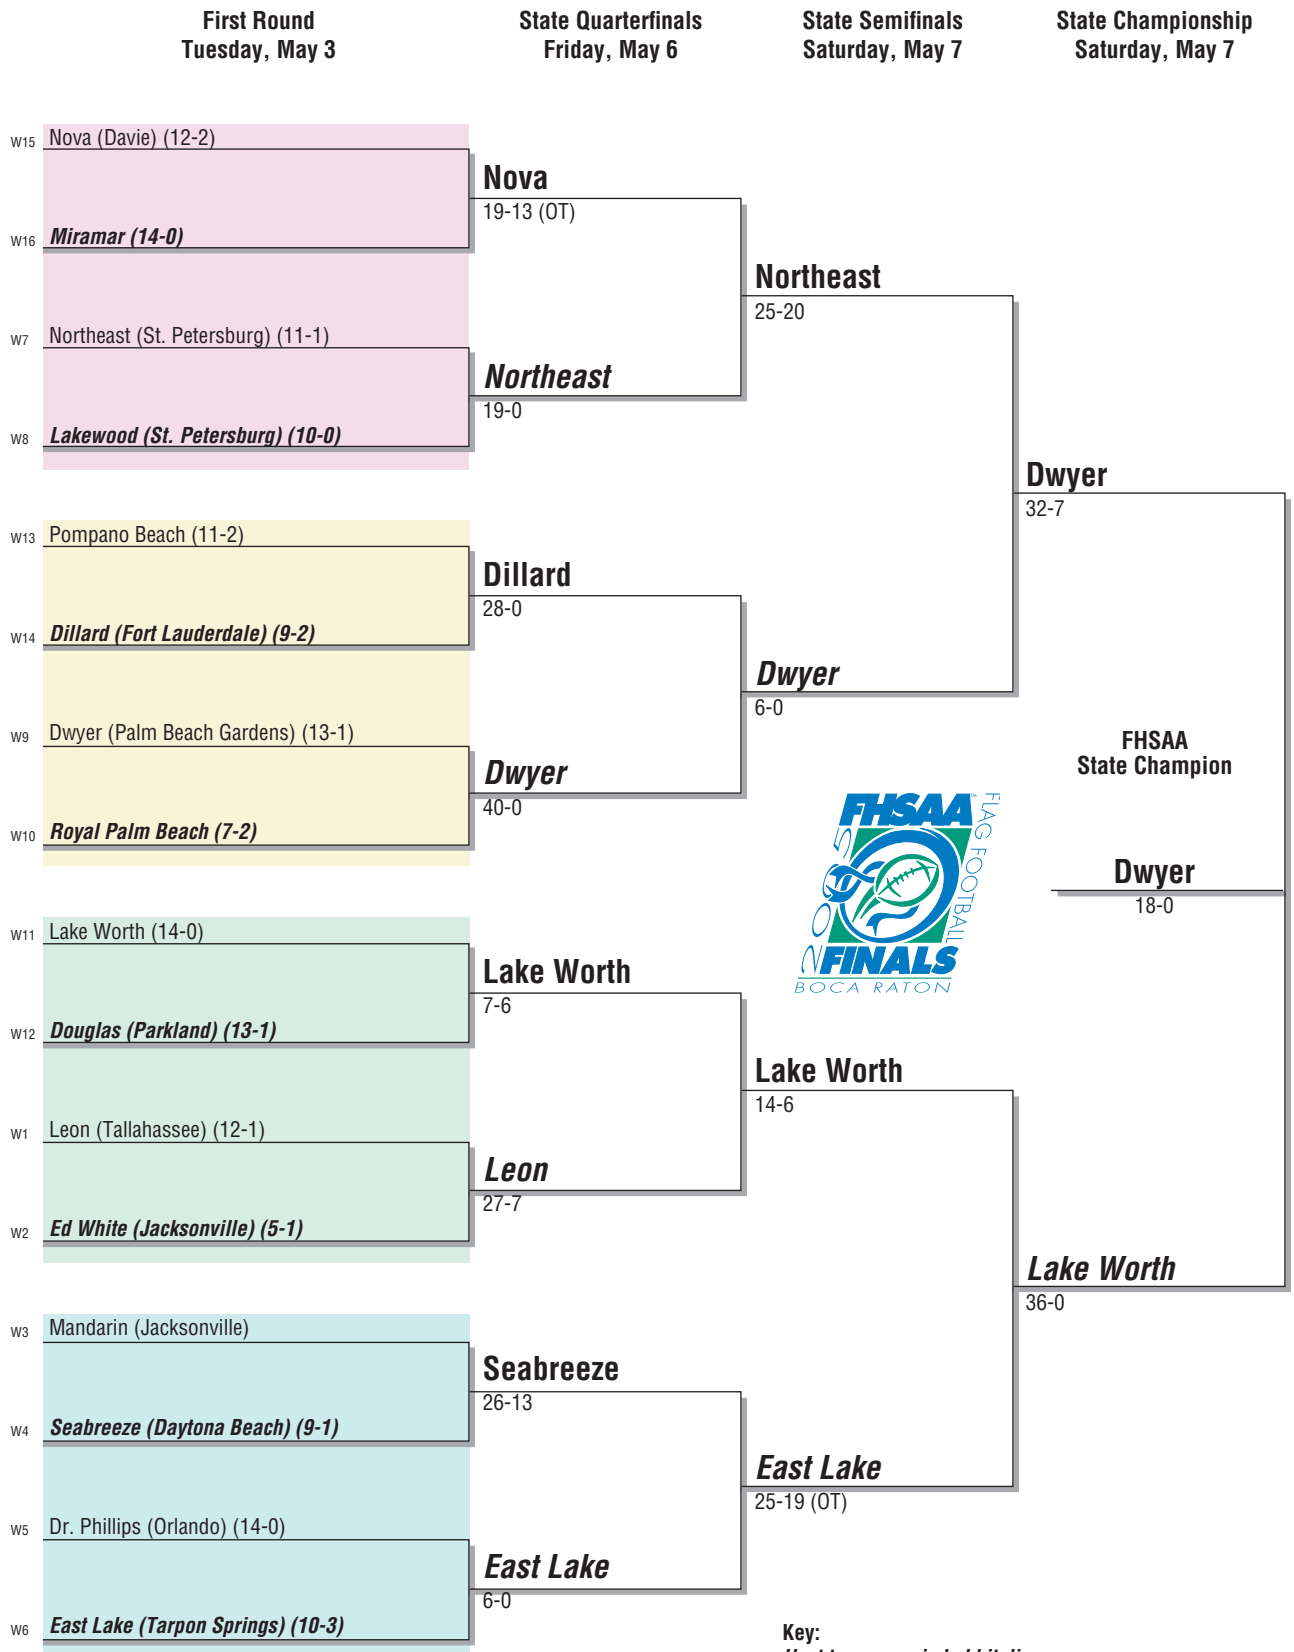 First Round
Tuesday, May 3
State Quarterfinals
Friday, May 6
State Semifinals
Saturday, May 7
State Championship
Saturday, May 7
W15 Nova (Davie) (12-2)
Nova
19-13 (OT)
W16 Miramar (14-0)
Northeast
25-20
W7 Northeast (St. Petersburg) (11-1)
Northeast
19-0
W8 Lakewood (St. Petersburg) (10-0)
Dwyer
32-7
W13 Pompano Beach (11-2)
Dillard
28-0
W14 Dillard (Fort Lauderdale) (9-2)
Dwyer
6-0
W9 Dwyer (Palm Beach Gardens) (13-1)
Dwyer
40-0
W10 Royal Palm Beach (7-2)
FHSAA
State Champion
Dwyer
18-0
FHSAA™
FLAG FOOTBALL
2005
FINALS
BOCA RATON
W11 Lake Worth (14-0)
Lake Worth
7-6
W12 Douglas (Parkland) (13-1)
Lake Worth
14-6
W1 Leon (Tallahassee) (12-1)
Leon
27-7
W2 Ed White (Jacksonville) (5-1)
Lake Worth
36-0
W3 Mandarin (Jacksonville)
Seabreeze
26-13
W4 Seabreeze (Daytona Beach) (9-1)
East Lake
25-19 (OT)
W5 Dr. Phillips (Orlando) (14-0)
East Lake
6-0
W6 East Lake (Tarpon Springs) (10-3)
Key: